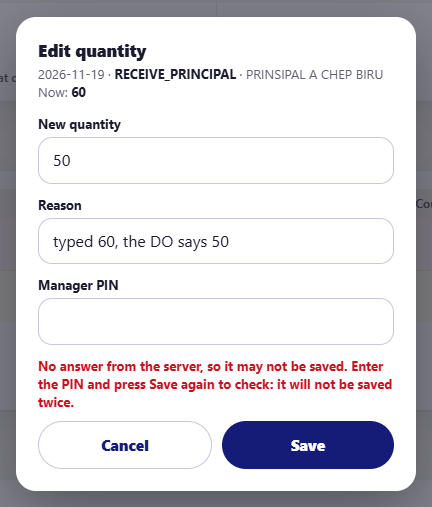 Edit quantity
2026-11-19 · RECEIVE_PRINCIPAL · PRINSIPAL A CHEP BIRU
Now: 60
New quantity
50
Reason
typed 60, the DO says 50
Manager PIN
No answer from the server, so it may not be saved. Enter
the PIN and press Save again to check: it will not be saved
twice.
Cancel
Save